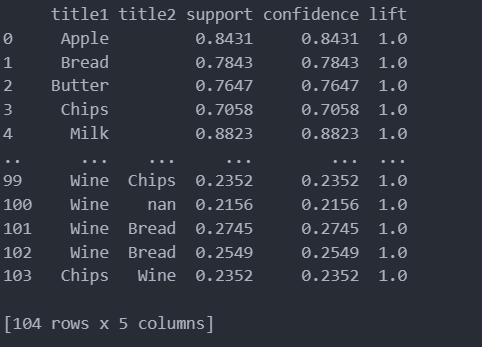 title1 title2 support confidence lift
0 Apple 0.8431 0.8431 1.0
1 Bread 0.7843 0.7843 1.0
2 Butter 0.7647 0.7647 1.0
3 Chips 0.7058 0.7058 1.0
4 Milk 0.8823 0.8823 1.0
.. ... ... ... ... ...
99 Wine Chips 0.2352 0.2352 1.0
100 Wine nan 0.2156 0.2156 1.0
101 Wine Bread 0.2745 0.2745 1.0
102 Wine Bread 0.2549 0.2549 1.0
103 Chips Wine 0.2352 0.2352 1.0
[104 rows x 5 columns]